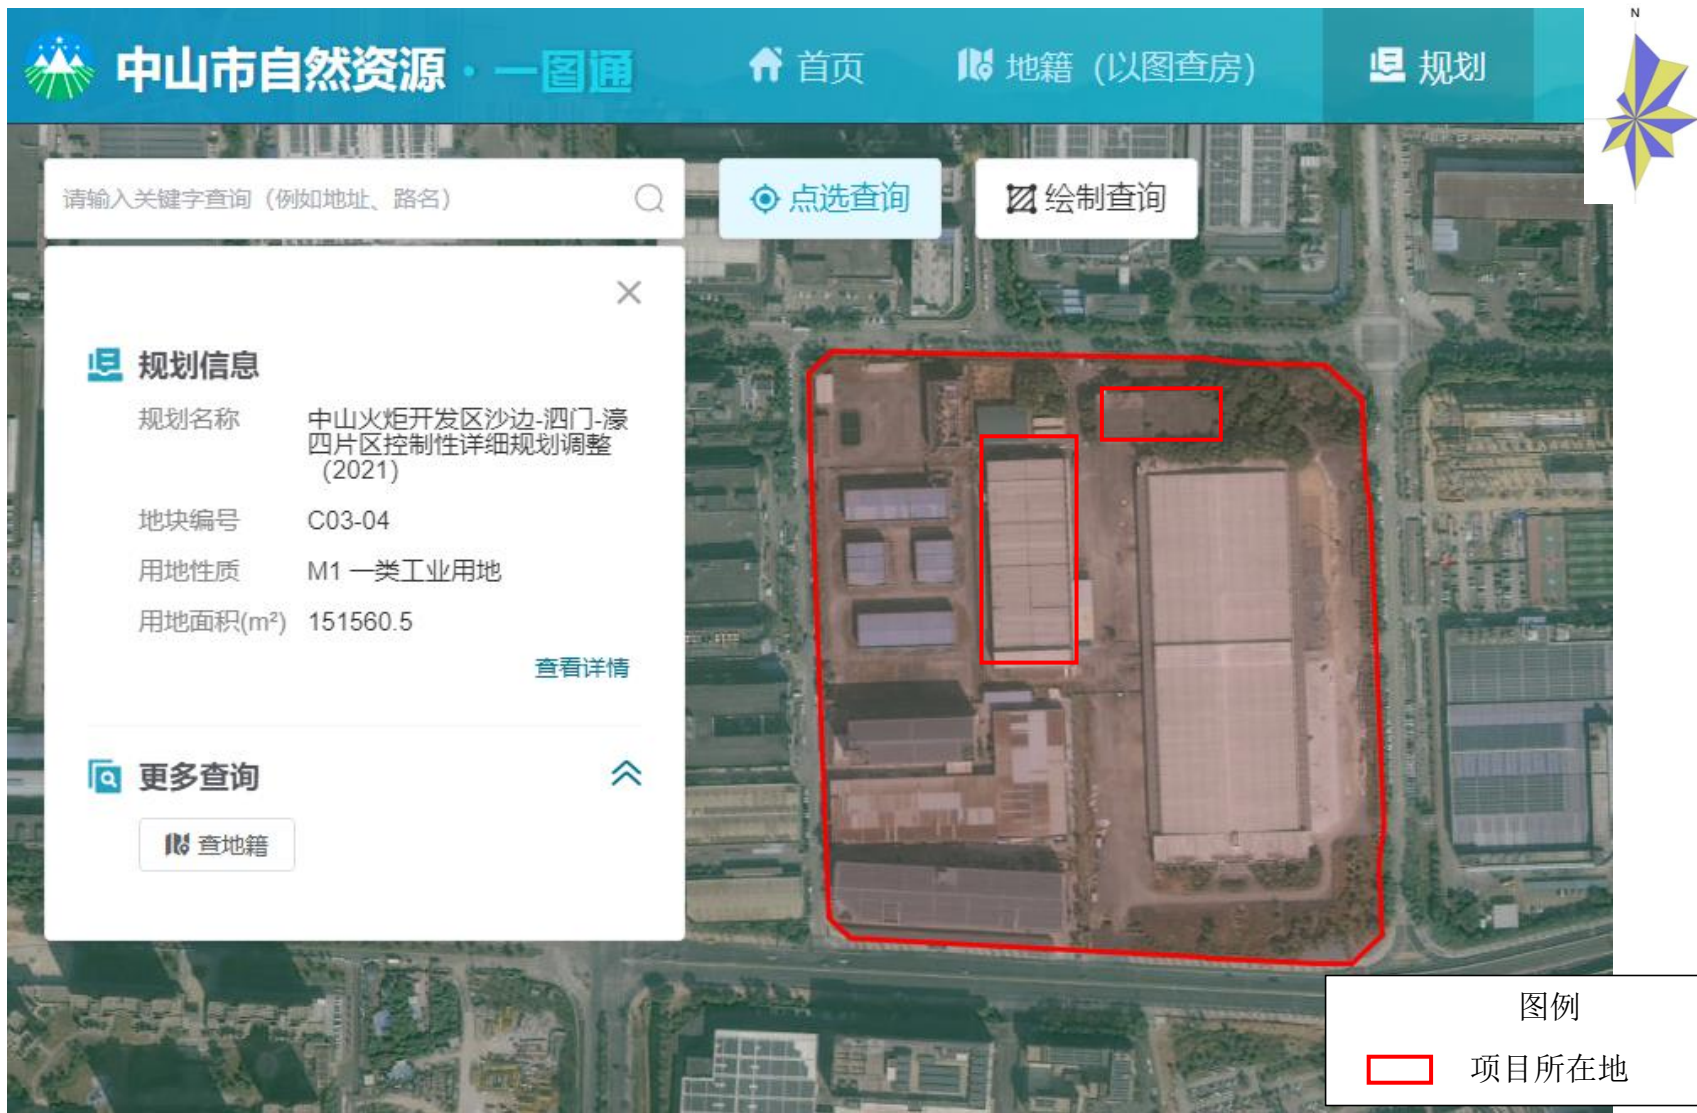 中山市自然资源·一图通
首页
地籍（以图查房）
规划
N
请输入关键字查询（例如地址、路名）
点选查询
绘制查询
规划信息
规划名称
中山火炬开发区沙边-泗门-濠
四片区控制性详细规划调整
（2021）
地块编号
C03-04
用地性质
M1 一类工业用地
用地面积(m²)
151560.5
查看详情
更多查询
查地籍
图例
项目所在地